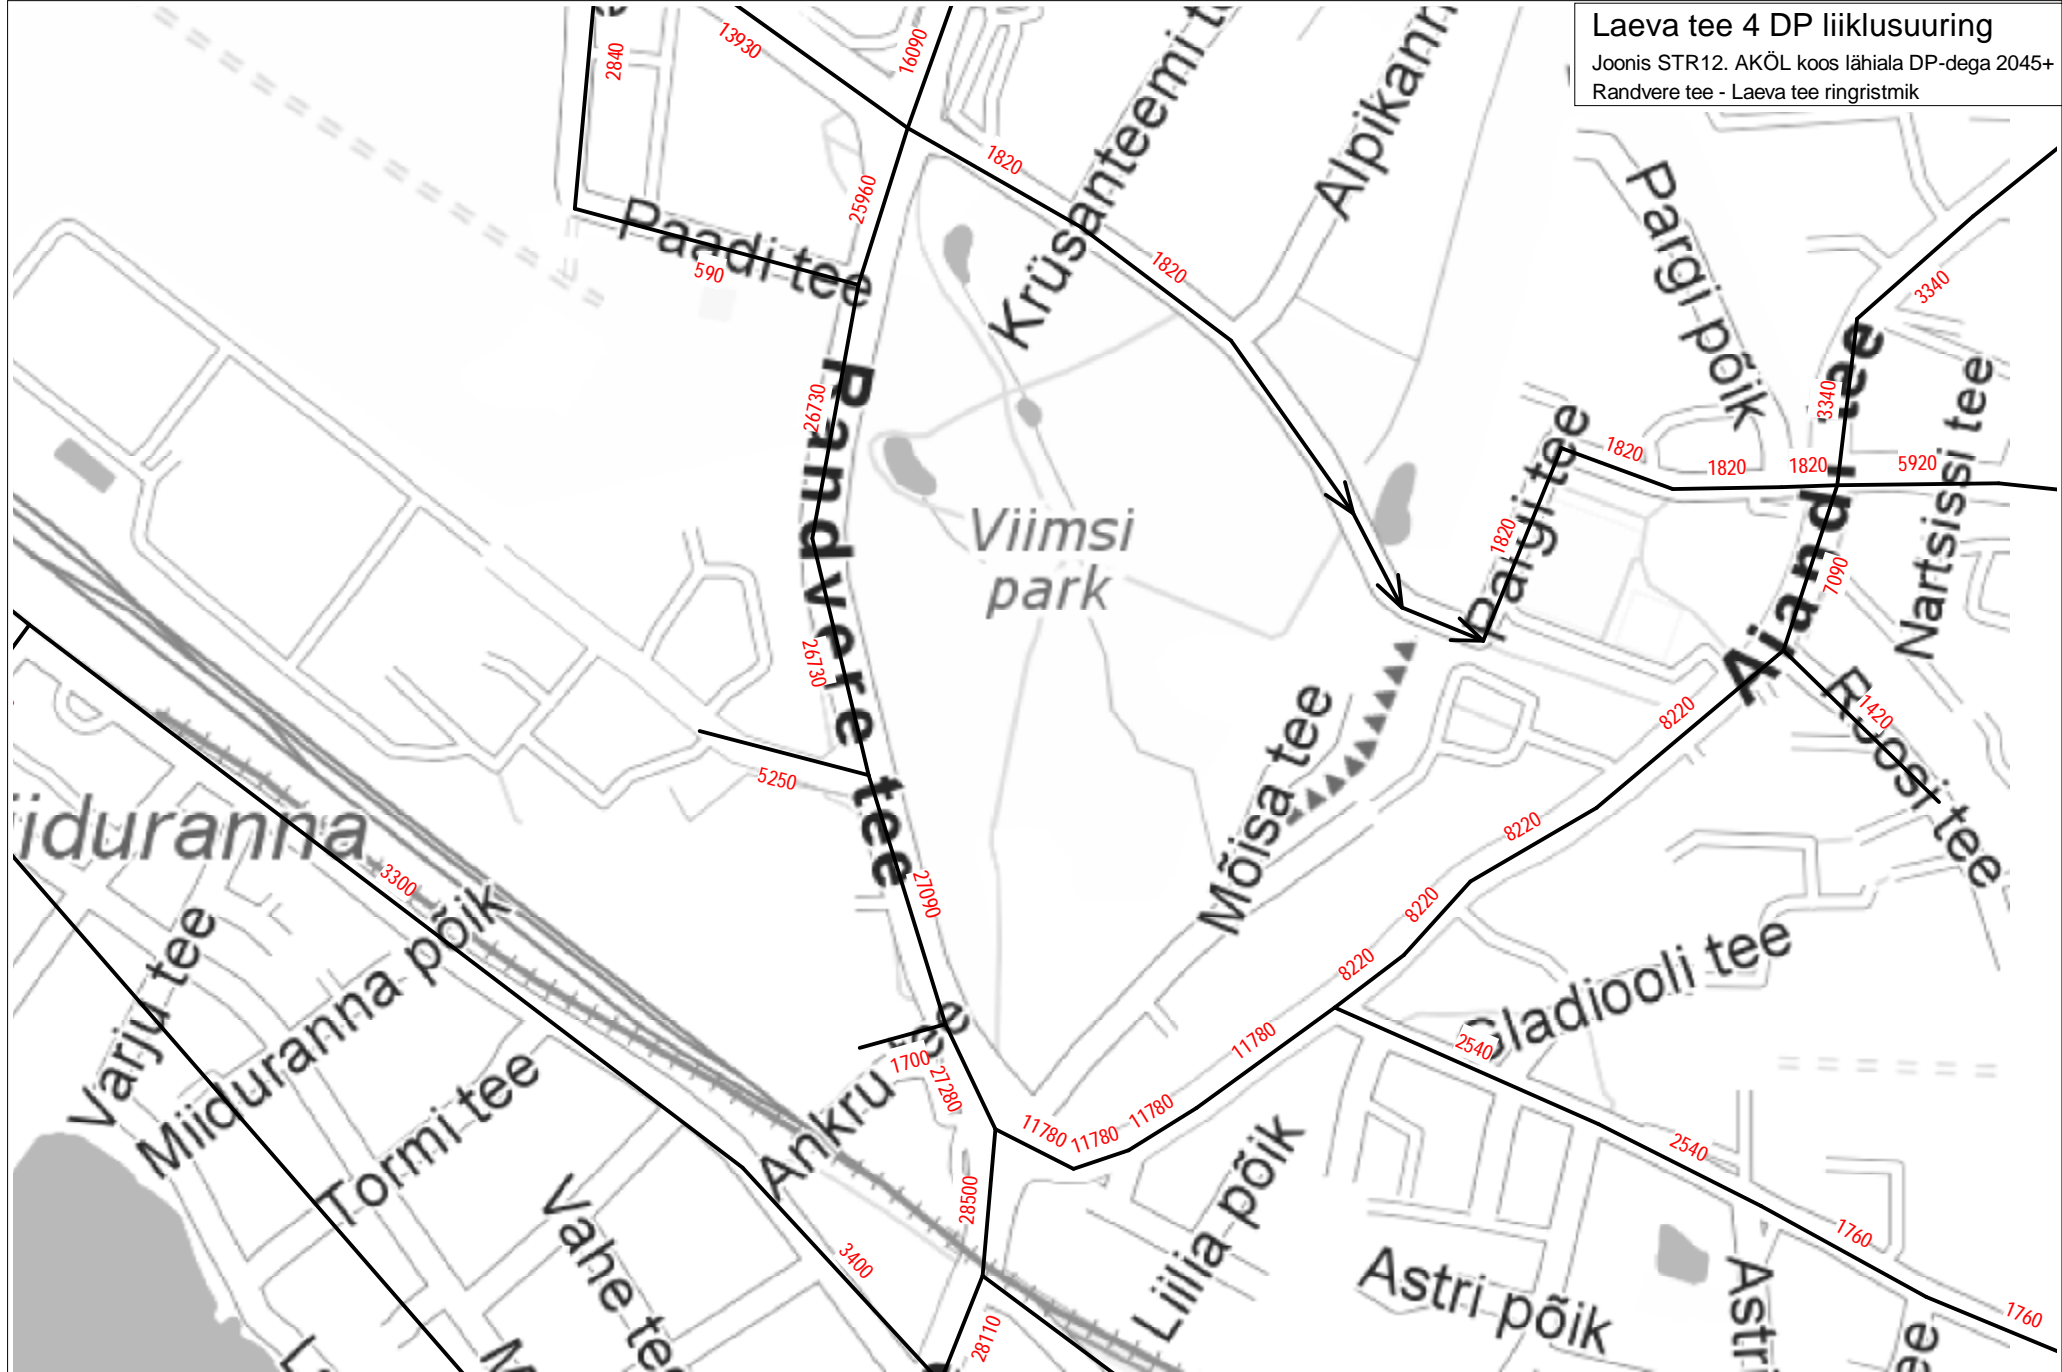 Laeva tee 4 DP liiklusuuring
Joonis STR12. AKÖL koos lähiala DP-dega 2045+
Randvere tee - Laeva tee ringristmik
2840
13930
16090
1820
Krüsanteemi t
Alpikann
25960
Paadi tee
590
1820
Pargi põik
3340
3340
Aiandi tee
Nartsissi tee
26730
Randvere tee
26730
Viimsi
park
Pargi tee
1820
1820
1820
1820
5920
7090
Roosi tee
1420
8220
8220
8220
8220
Mõisa tee
5250
27090
iiduranna
3300
Varju tee
Miiduranna põik
Tormi tee
Vahe tee
Ankru
1700
27280
11780
11780
11780
11780
2540
Gladiooli tee
2540
1760
1760
Liilia põik
Astri põik
Astri
28500
3400
28110